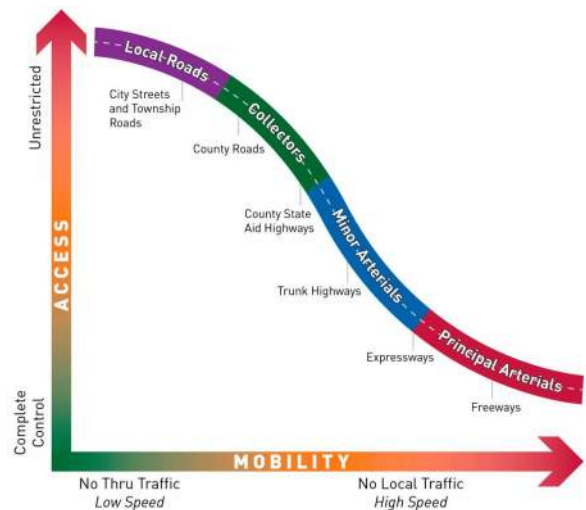 Unrestricted
ACCESS
Complete
Control
Local Roads
City Streets
and Township
Roads
Collectors
County Roads
County State
Aid Highways
Minor Arterials
Trunk Highways
Expressways
Principal Arterials
Freeways
MOBILITY
No Thru Traffic
Low Speed
No Local Traffic
High Speed